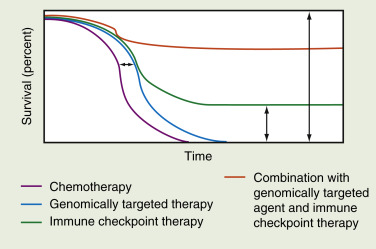 Survival (percent)
Time
Chemotherapy
Genomically targeted therapy
Immune checkpoint therapy
Combination with
genomically targeted
agent and immune
checkpoint therapy